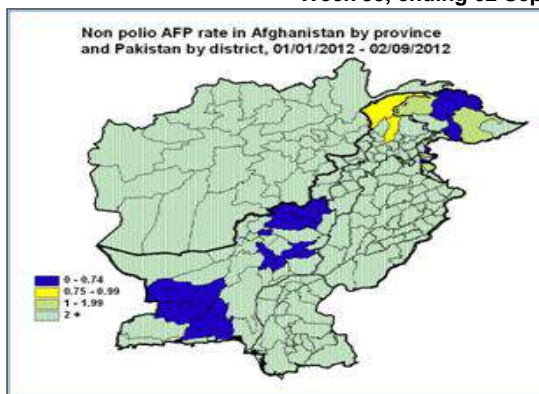 Non polio AFP rate in Afghanistan by province
and Pakistan by district, 01/01/2012 - 02/09/2012
0 - 0.74
0.75 - 0.99
1 - 1.99
2 +